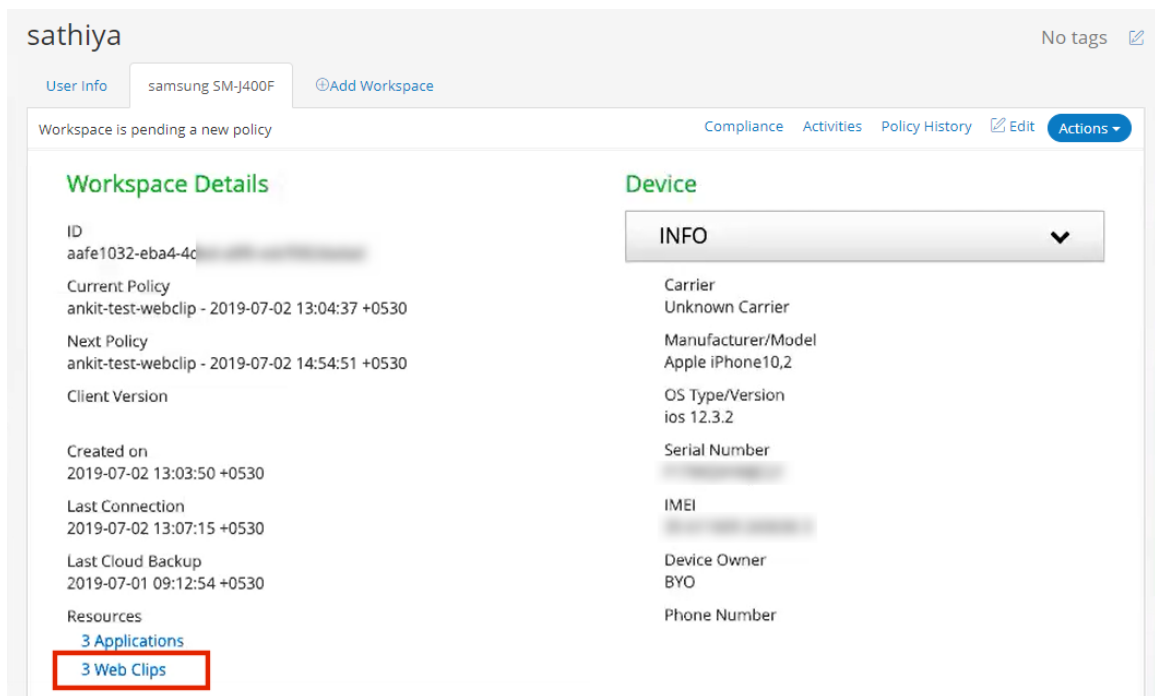 sathiya
No tags
User Info
samsung SM-J400F
Add Workspace
Workspace is pending a new policy
Compliance
Activities
Policy History
Edit
Actions
Workspace Details
ID
aafe1032-eba4-4
Current Policy
ankit-test-webclip - 2019-07-02 13:04:37 +0530
Next Policy
ankit-test-webclip - 2019-07-02 14:54:51 +0530
Client Version
Created on
2019-07-02 13:03:50 +0530
Last Connection
2019-07-02 13:07:15 +0530
Last Cloud Backup
2019-07-01 09:12:54 +0530
Resources
3 Applications
3 Web Clips
Device
INFO
Carrier
Unknown Carrier
Manufacturer/Model
Apple iPhone10,2
OS Type/Version
ios 12.3.2
Serial Number
IMEI
Device Owner
BYO
Phone Number